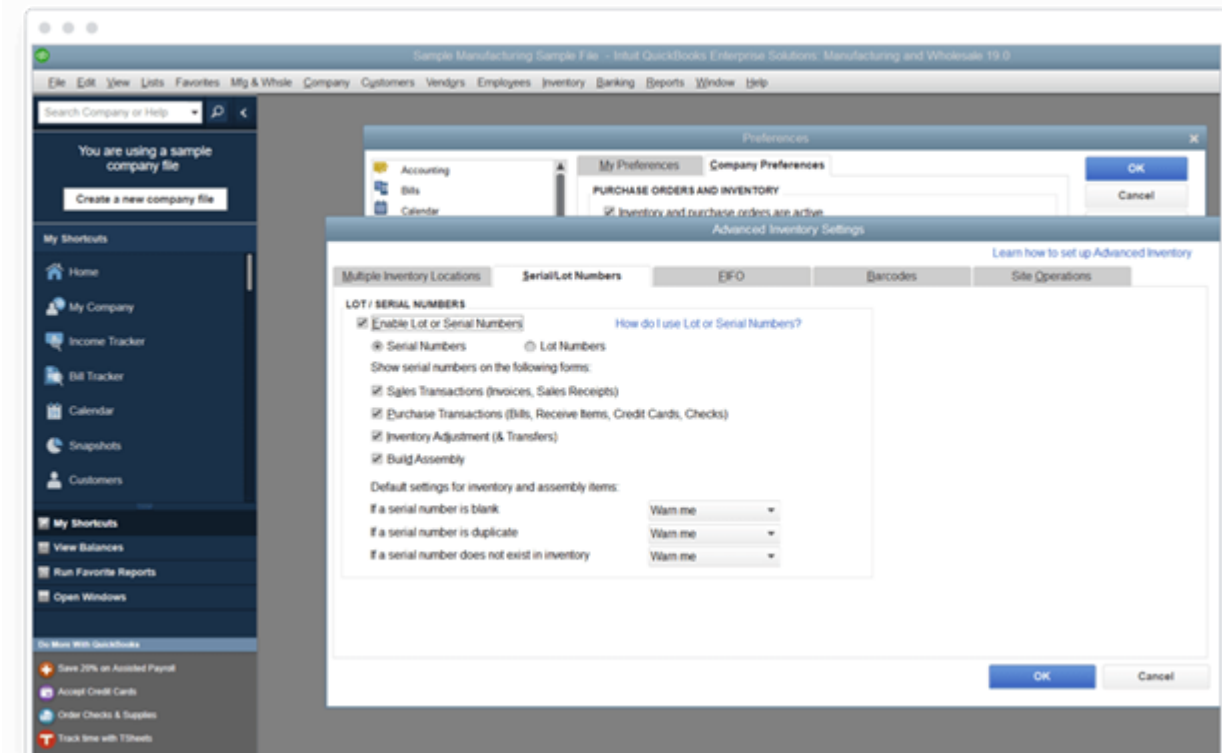 Sample Manufacturing Sample File - Intuit QuickBooks Enterprise Solutions: Manufacturing and Wholesale 19.0
File Edit View Lists Favorites Mfg & Whsle Company Customers Vendors Employees Inventory Banking Reports Window Help
Search Company or Help
You are using a sample
company file
Create a new company file
My Shortcuts
Home
My Company
Income Tracker
Bill Tracker
Calendar
Snapshots
Customers
My Shortcuts
View Balances
Run Favorite Reports
Open Windows
Do More With QuickBooks
Save 20% on Assisted Payroll
Accept Credit Cards
Order Checks & Supplies
Track time with TSheets
Preferences
Accounting
Bills
Calendar
My Preferences Company Preferences
PURCHASE ORDERS AND INVENTORY
Inventory and purchase orders are active
OK
Cancel
Advanced Inventory Settings
Learn how to set up Advanced Inventory
Multiple Inventory Locations Serial/Lot Numbers FIFO Barcodes Site Operations
LOT / SERIAL NUMBERS
Enable Lot or Serial Numbers How do I use Lot or Serial Numbers?
Serial Numbers Lot Numbers
Show serial numbers on the following forms:
Sales Transactions (Invoices, Sales Receipts)
Purchase Transactions (Bills, Receive Items, Credit Cards, Checks)
Inventory Adjustment (& Transfers)
Build Assembly
Default settings for inventory and assembly items:
If a serial number is blank Warn me
If a serial number is duplicate Warn me
If a serial number does not exist in inventory Warn me
OK Cancel